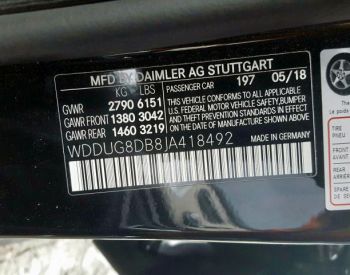 MFD BY DAIMLER AG STUTTGART
KG LBS PASSENGER CAR 197 05/18
GVWR 2790 6151
GAWR FRONT 1380 3042
GAWR REAR 1460 3219
THIS VEHICLE CONFORMS TO ALL APPLICABLE
U.S. FEDERAL MOTOR VEHICLE SAFETY, BUMPER,
AND THEFT PREVENTION STANDARDS IN EFFECT
ON THE DATE OF MANUFACTURE SHOWN ABOVE.
WDDUG8DB8JA418492
MADE IN GERMANY
TIRE
PNEU